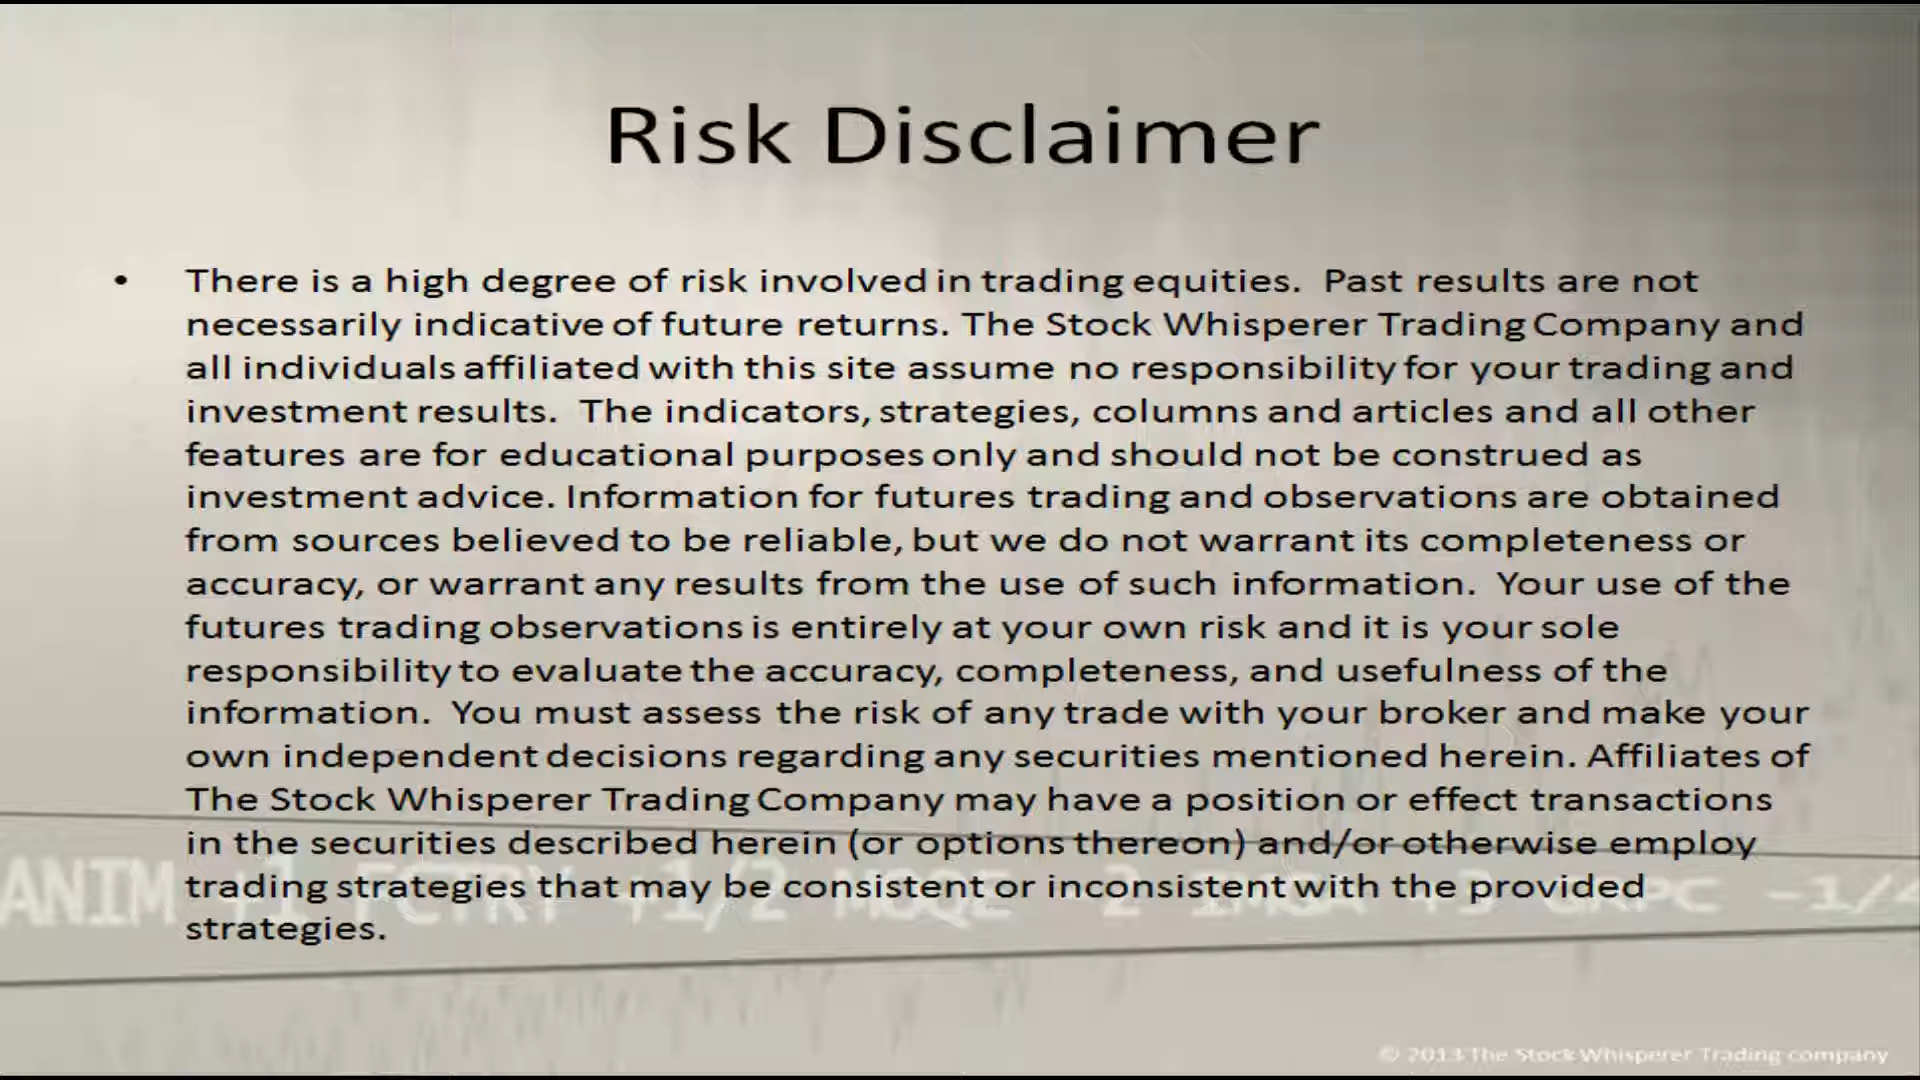 Risk Disclaimer
• There is a high degree of risk involved in trading equities. Past results are not
necessarily indicative of future returns. The Stock Whisperer Trading Company and
all individuals affiliated with this site assume no responsibility for your trading and
investment results. The indicators, strategies, columns and articles and all other
features are for educational purposes only and should not be construed as
investment advice. Information for futures trading and observations are obtained
from sources believed to be reliable, but we do not warrant its completeness or
accuracy, or warrant any results from the use of such information. Your use of the
futures trading observations is entirely at your own risk and it is your sole
responsibility to evaluate the accuracy, completeness, and usefulness of the
information. You must assess the risk of any trade with your broker and make your
own independent decisions regarding any securities mentioned herein. Affiliates of
The Stock Whisperer Trading Company may have a position or effect transactions
in the securities described herein (or options thereon) and/or otherwise employ
trading strategies that may be consistent or inconsistent with the provided
strategies.
ANIM +1 FCTRY +1/2 -2 +3 -1/4
© 2013 The Stock Whisperer Trading company